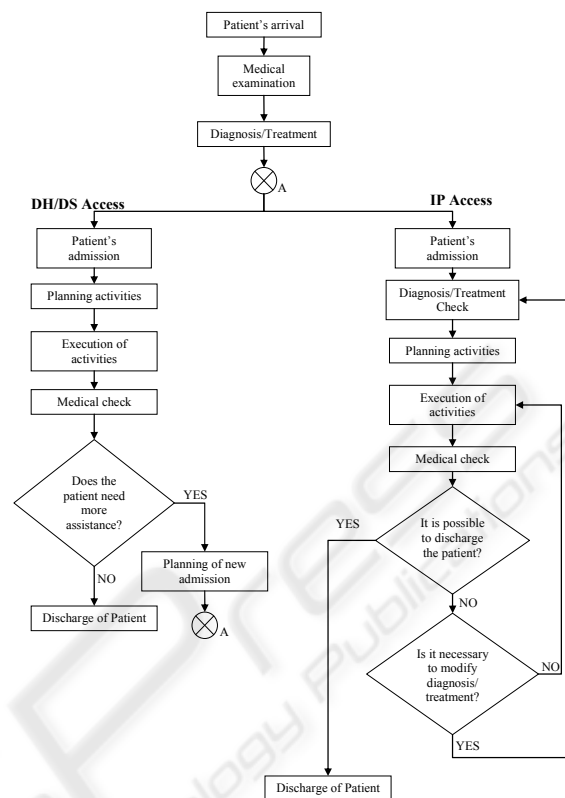 Patient's arrival
Medical
examination
Diagnosis/Treatment
A
DH/DS Access
Patient's
admission
Planning activities
Execution of
activities
Medical check
Does the
patient need
more
assistance?
YES
NO
Planning of new
admission
Discharge of Patient
A
IP Access
Patient's
admission
Diagnosis/Treatment
Check
Planning activities
Execution of
activities
Medical check
It is possible
to discharge
the patient?
YES
NO
Is it necessary
to modify
diagnosis/
treatment?
NO
YES
Discharge of Patient
Press
ology Publications